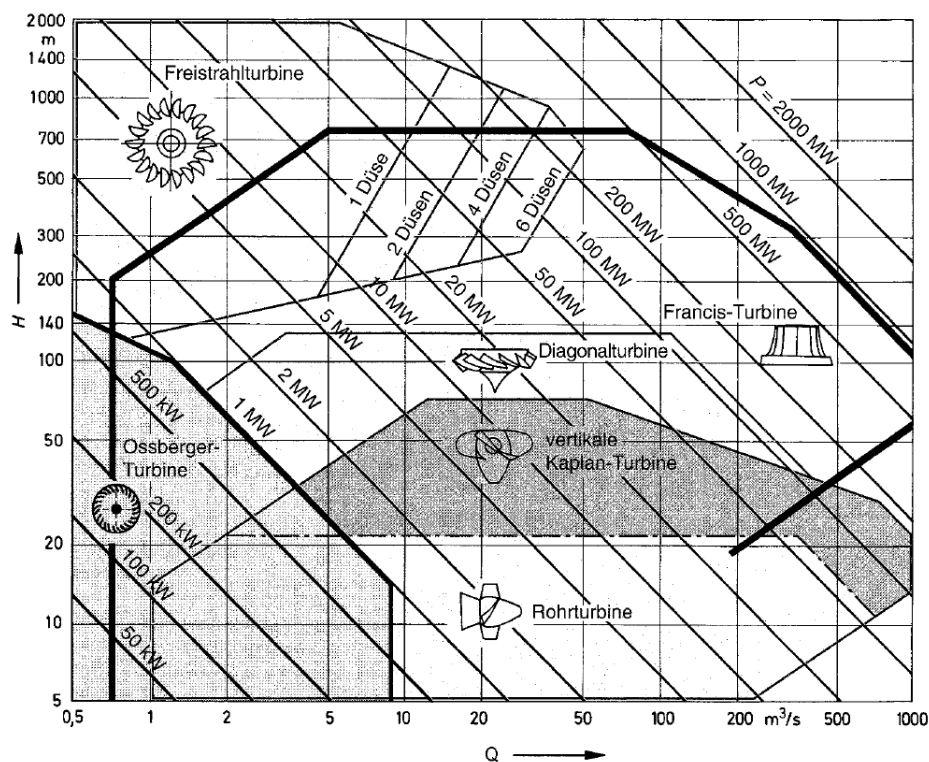 2 000
m
1400
1000
700
500
300
200
140
100
50
20
10
5
H
Freistrahlturbine
1 Düse
2 Düsen
4 Düsen
6 Düsen
P = 2000 MW
1000 MW
500 MW
200 MW
100 MW
50 MW
20 MW
10 MW
5 MW
2 MW
1 MW
500 kW
200 kW
100 kW
50 kW
Francis-Turbine
Diagonalturbine
vertikale
Kaplan-Turbine
Ossberger-
Turbine
Rohrturbine
0,5
1
2
5
10
20
50
100
200
m³/s
500
1000
Q